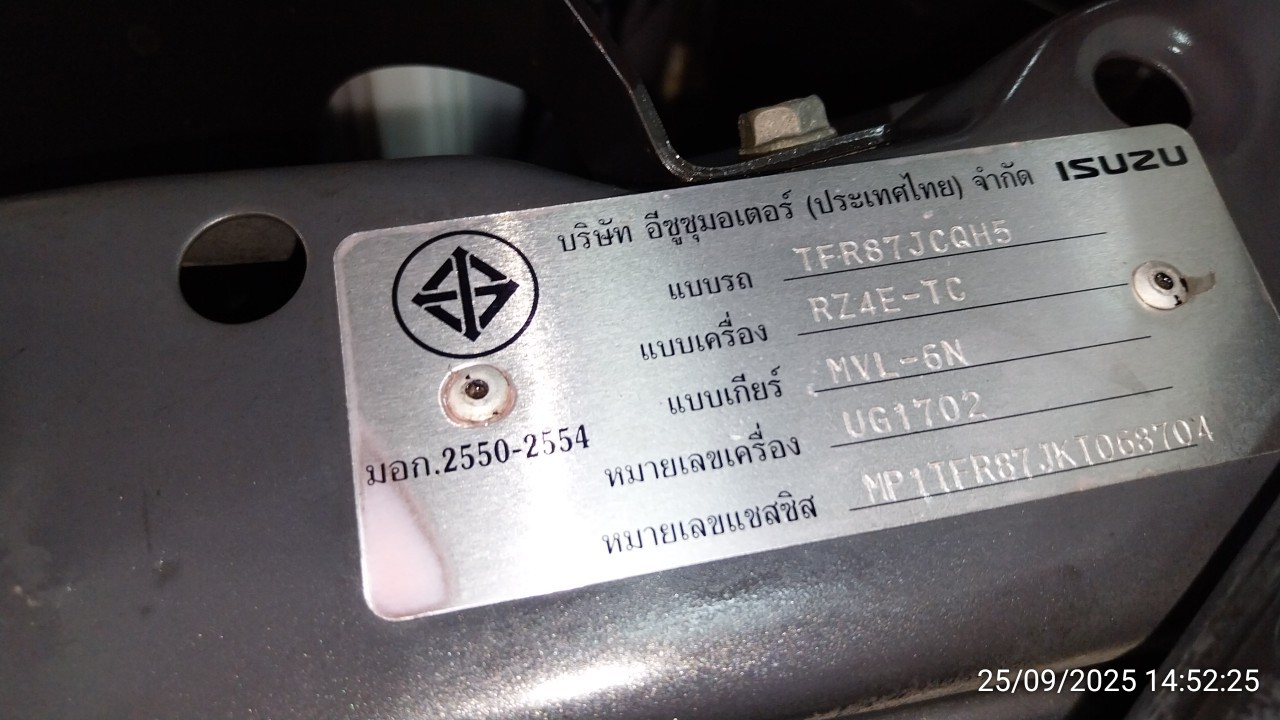 บริษัท อีซูซุมอเตอร์ (ประเทศไทย) จำกัด ISUZU
แบบรถ TFR87JCQH5
แบบเครื่อง RZ4E-TC
แบบเกียร์ MVL-6N
หมายเลขเครื่อง UG1702
หมายเลขแชสซิส MP1TFR87JKT068704
มอก.2550-2554
25/09/2025 14:52:25